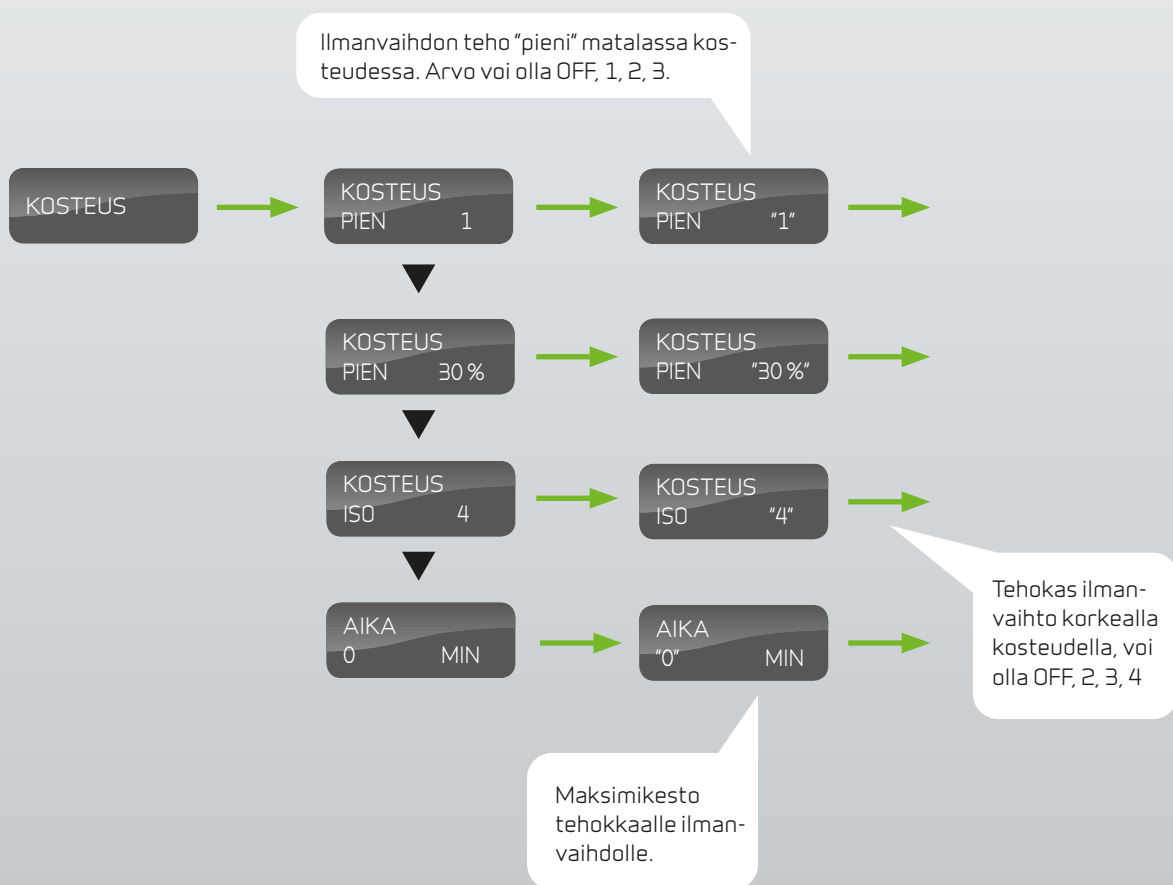 Ilmanvaihdon teho "pieni" matalassa kos-
teudessa. Arvo voi olla OFF, 1, 2, 3.
KOSTEUS
KOSTEUS
PIEN 1
KOSTEUS
PIEN "1"
KOSTEUS
PIEN 30 %
KOSTEUS
PIEN "30 %"
KOSTEUS
ISO 4
KOSTEUS
ISO "4"
Tehokas ilman-
vaihto korkealla
kosteudella, voi
olla OFF, 2, 3, 4
AIKA
0 MIN
AIKA
"0" MIN
Maksimikesto
tehokkaalle ilman-
vaihdolle.